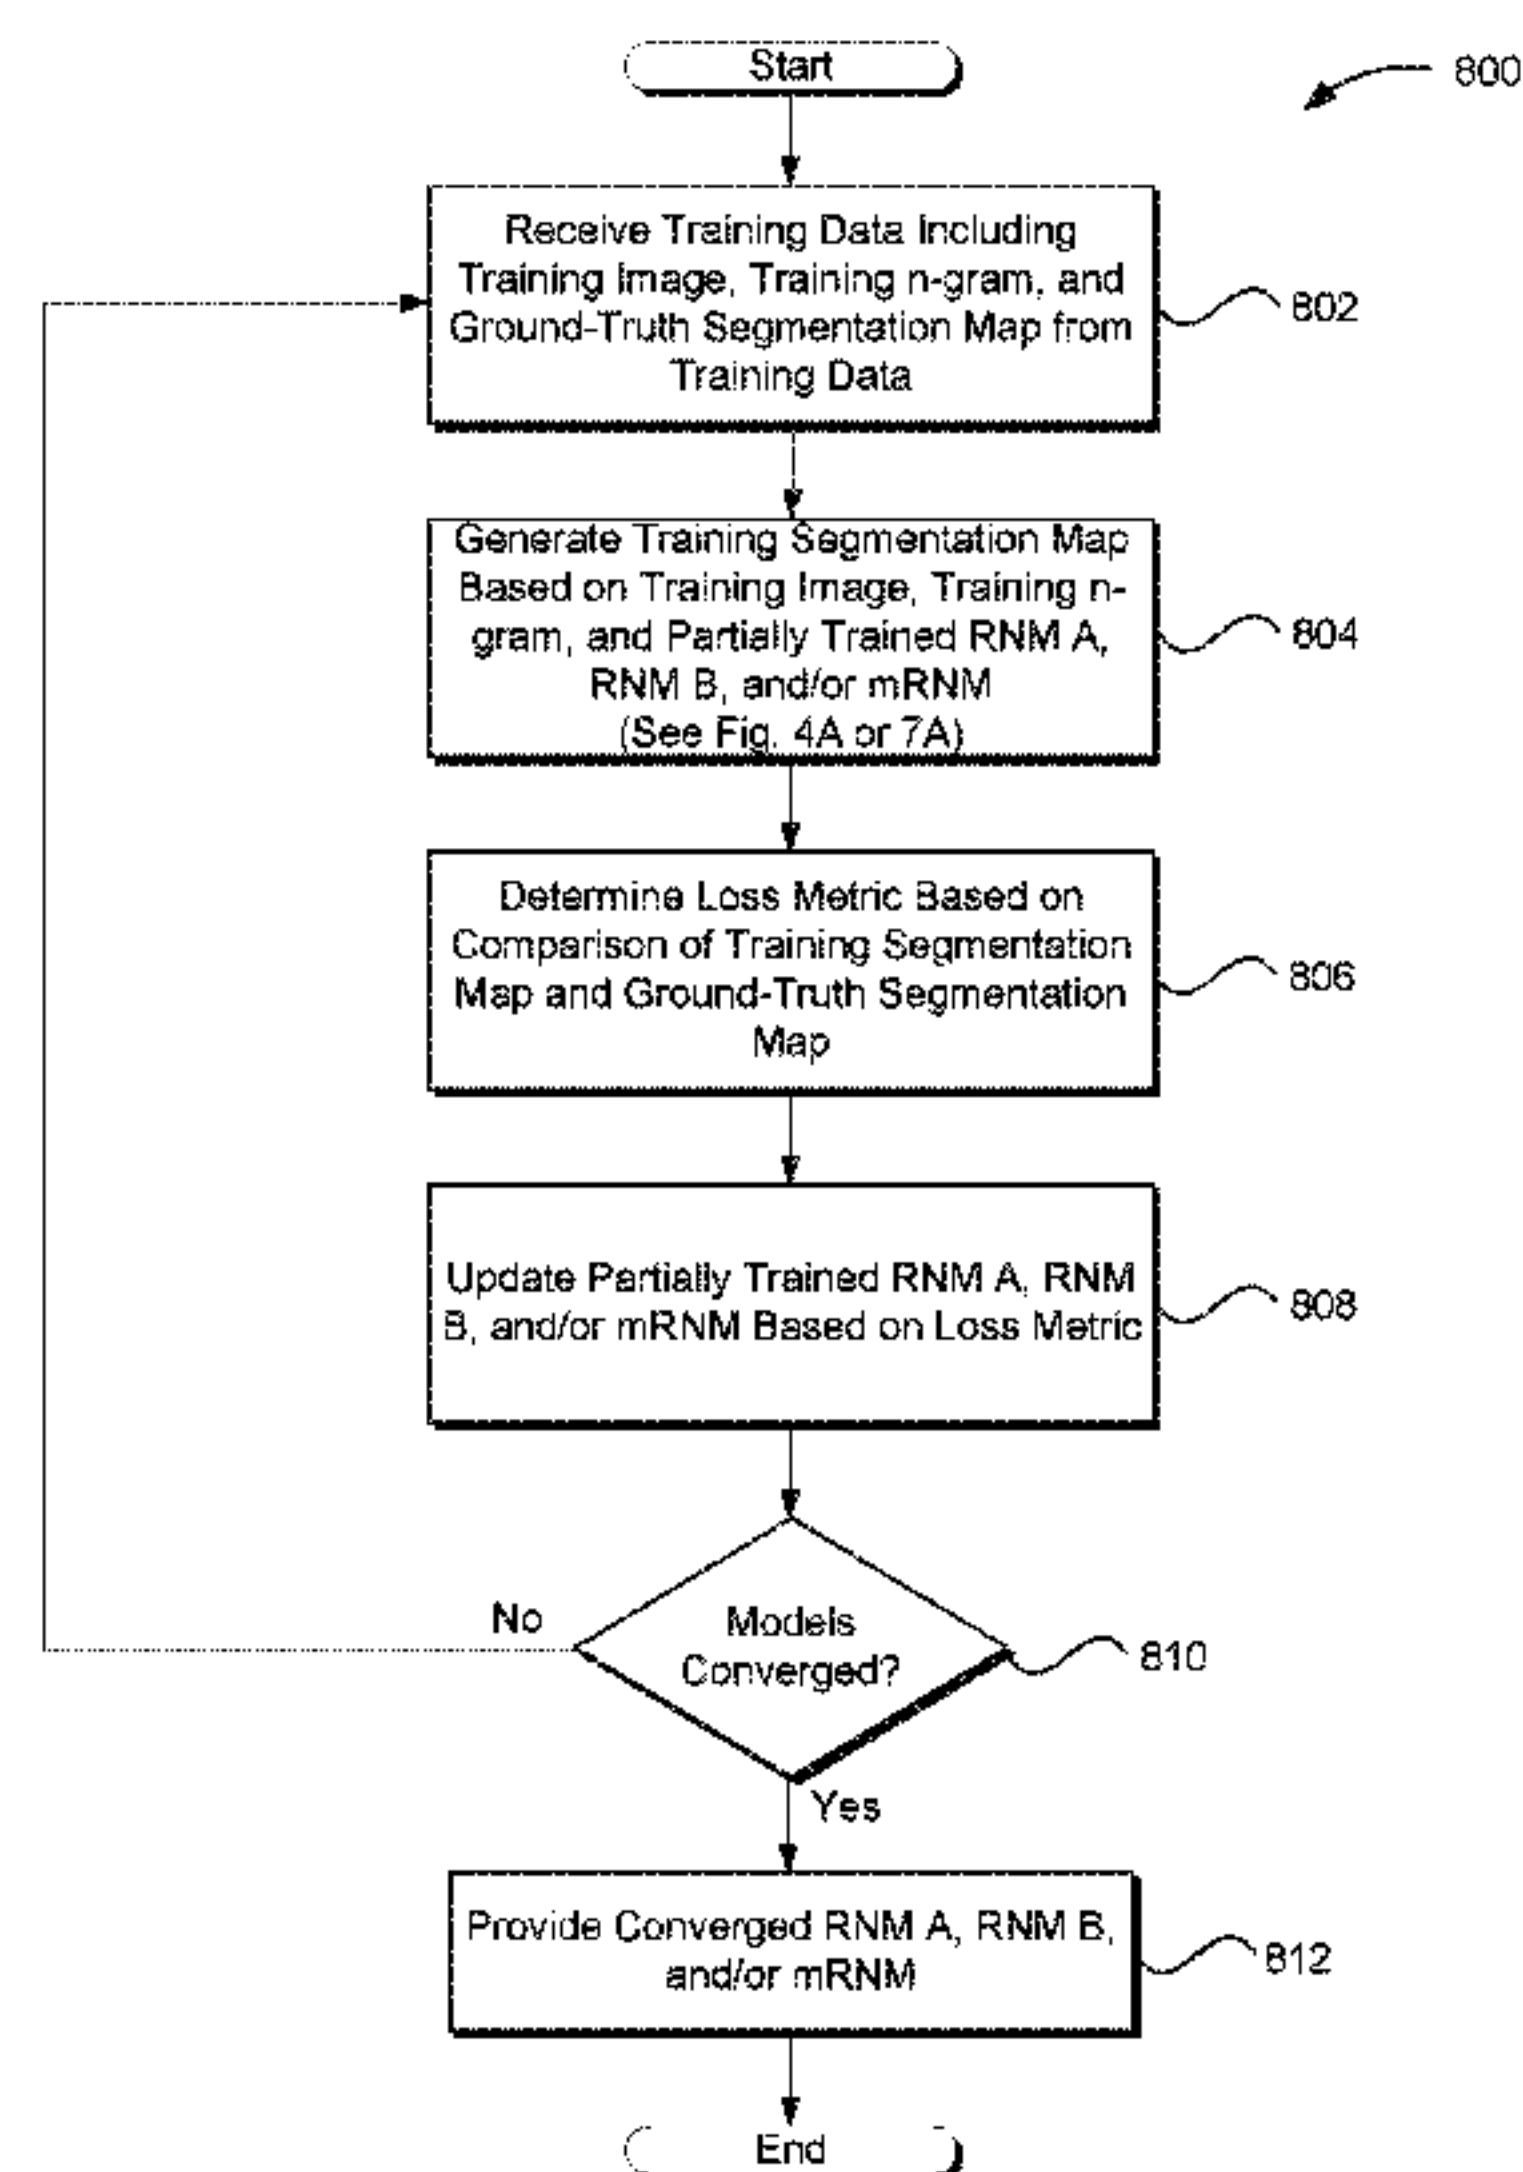 Start
800
Receive Training Data Including
Training Image, Training n-gram, and
Ground-Truth Segmentation Map from
Training Data
802
Generate Training Segmentation Map
Based on Training Image, Training n-
gram, and Partially Trained RNM A,
RNM B, and/or mRNM
(See Fig. 4A or 7A)
804
Determine Loss Metric Based on
Comparison of Training Segmentation
Map and Ground-Truth Segmentation
Map
806
Update Partially Trained RNM A, RNM
B, and/or mRNM Based on Loss Metric
808
No
Models
Converged?
810
Yes
Provide Converged RNM A, RNM B,
and/or mRNM
812
End